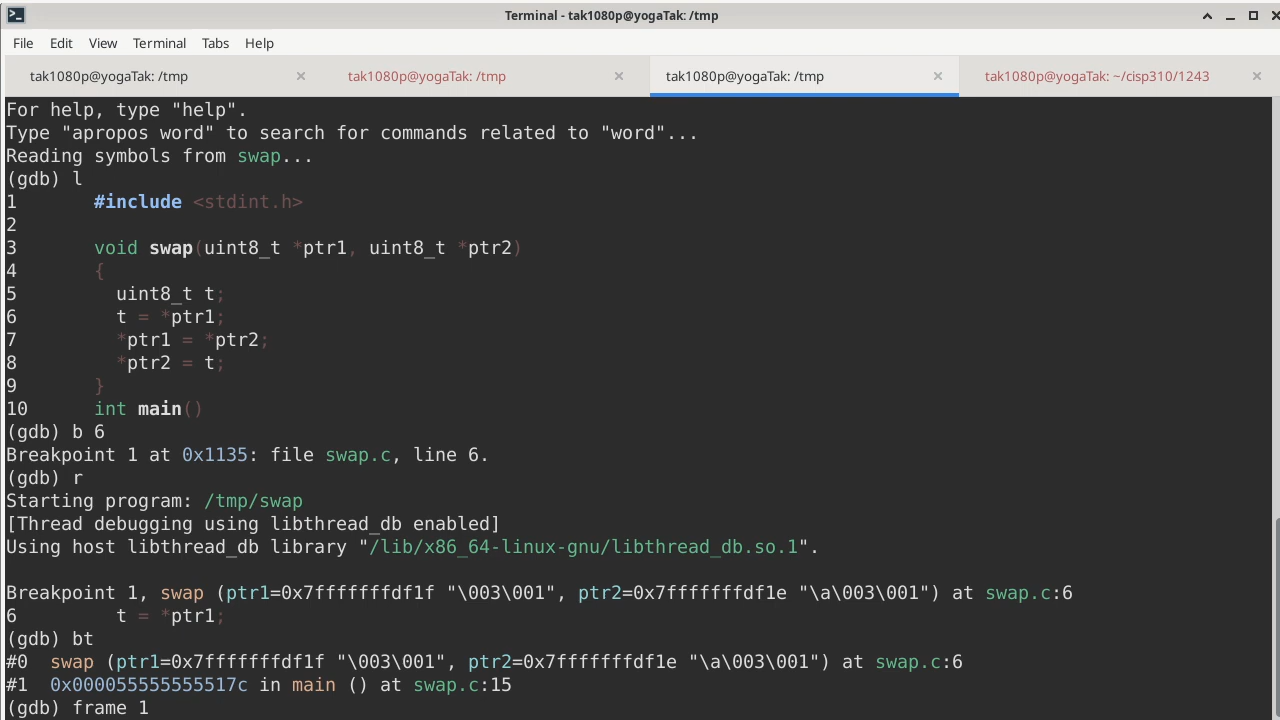 Terminal - tak1080p@yogaTak: /tmp
File Edit View Terminal Tabs Help
tak1080p@yogaTak: /tmp tak1080p@yogaTak: /tmp tak1080p@yogaTak: /tmp tak1080p@yogaTak: ~/cisp310/1243
For help, type "help".
Type "apropos word" to search for commands related to "word"...
Reading symbols from swap...
(gdb) l
1       #include <stdint.h>
2
3       void swap(uint8_t *ptr1, uint8_t *ptr2)
4       {
5         uint8_t t;
6         t = *ptr1;
7         *ptr1 = *ptr2;
8         *ptr2 = t;
9       }
10      int main()
(gdb) b 6
Breakpoint 1 at 0x1135: file swap.c, line 6.
(gdb) r
Starting program: /tmp/swap
[Thread debugging using libthread_db enabled]
Using host libthread_db library "/lib/x86_64-linux-gnu/libthread_db.so.1".
Breakpoint 1, swap (ptr1=0x7fffffffdf1f "\003\001", ptr2=0x7fffffffdf1e "\a\003\001") at swap.c:6
6         t = *ptr1;
(gdb) bt
#0  swap (ptr1=0x7fffffffdf1f "\003\001", ptr2=0x7fffffffdf1e "\a\003\001") at swap.c:6
#1  0x000055555555517c in main () at swap.c:15
(gdb) frame 1